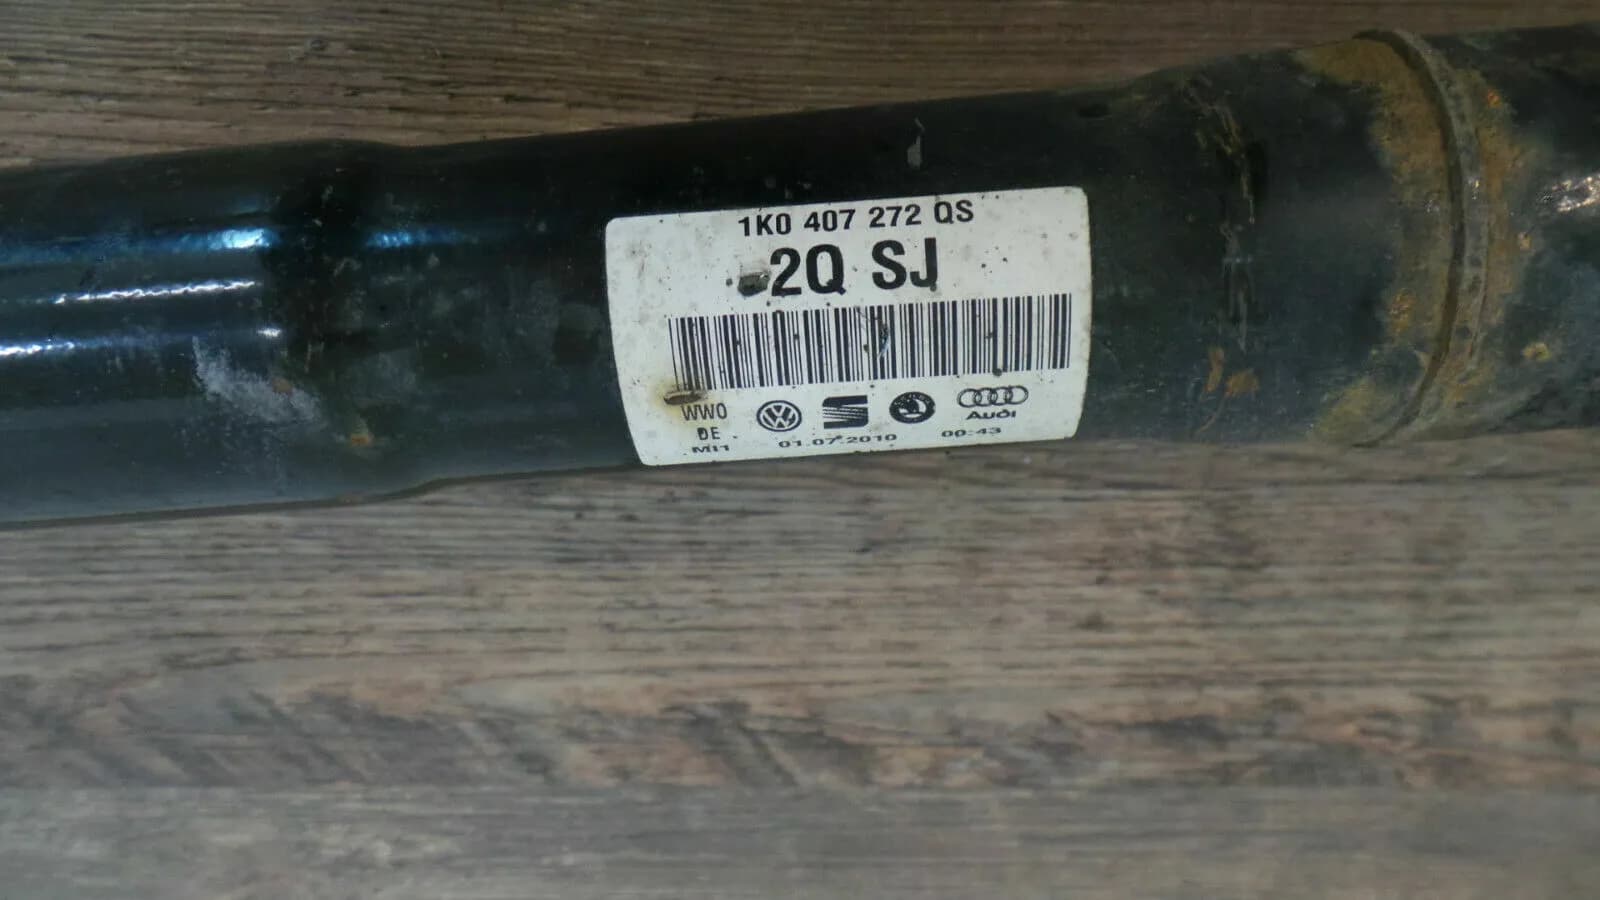 1K0 407 272 QS
2Q SJ
WW0
DE
MI1
01.07.2010 00:43
Audi